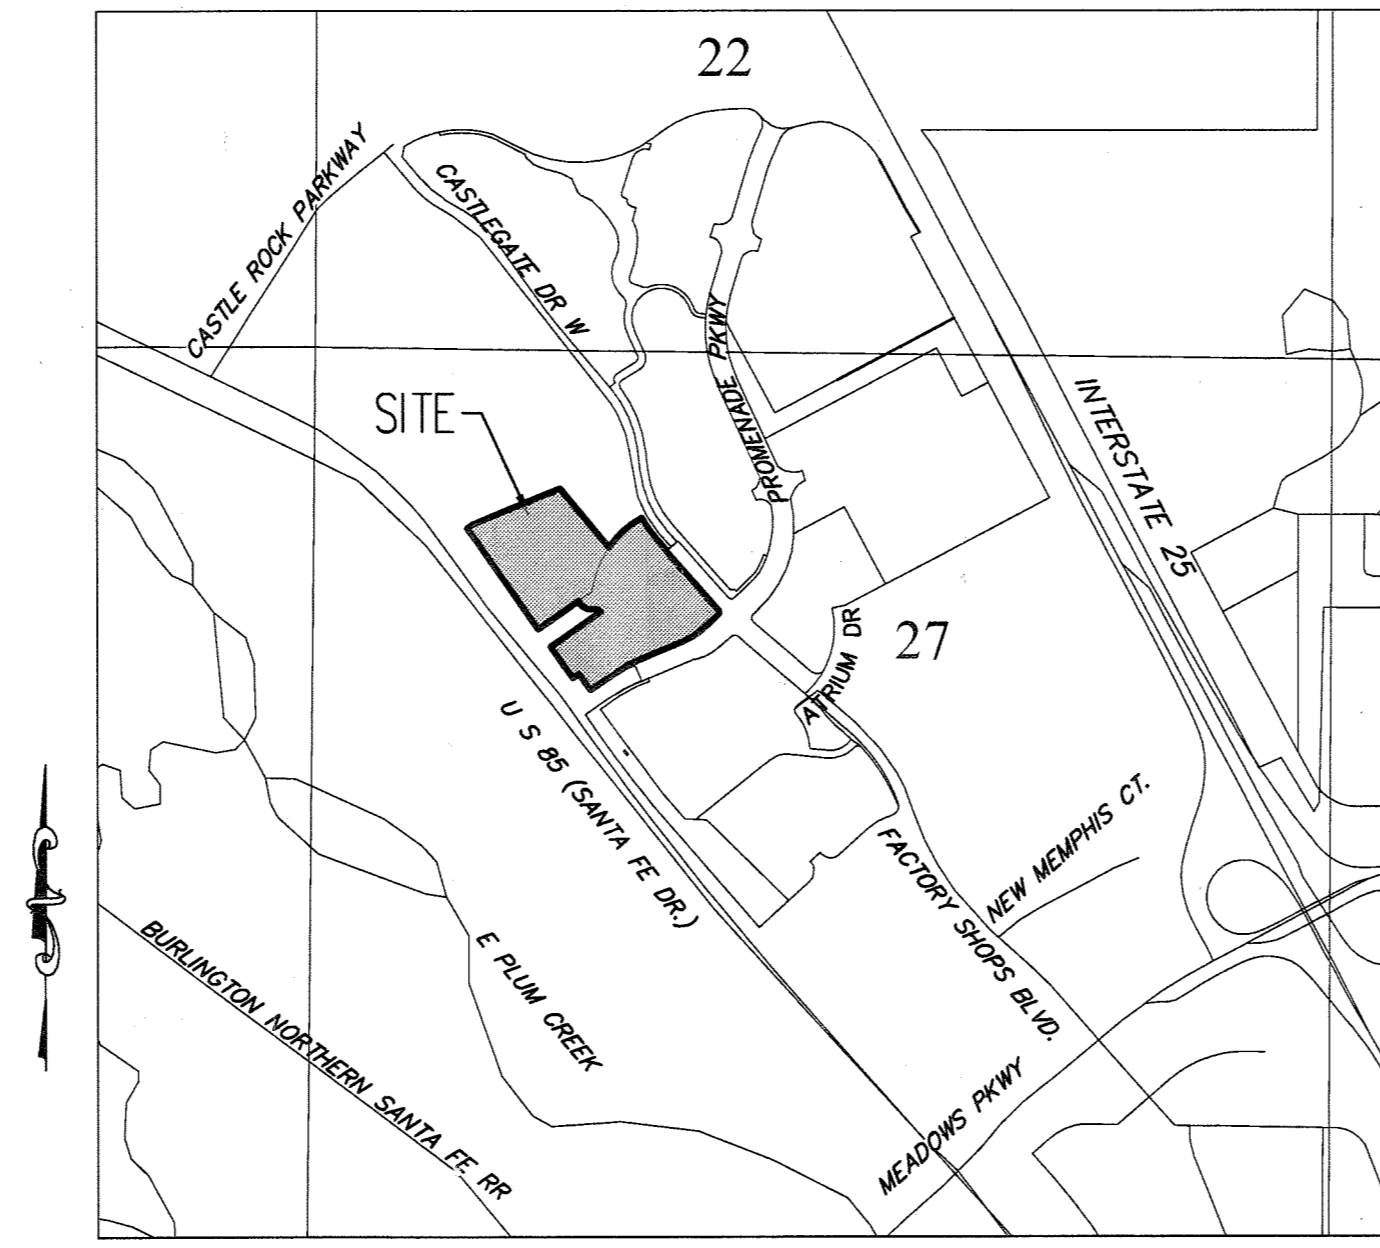 22
CASTLE ROCK PARKWAY
CASTLEGATE DR W
PROMENADE PKWY
SITE
INTERSTATE 25
27
ATRIUM DR
U S 85 (SANTA FE DR.)
NEW MEMPHIS CT.
FACTORY SHOPS BLVD.
E PLUM CREEK
BURLINGTON NORTHERN SANTA FE RR
MEADOWS PKWY